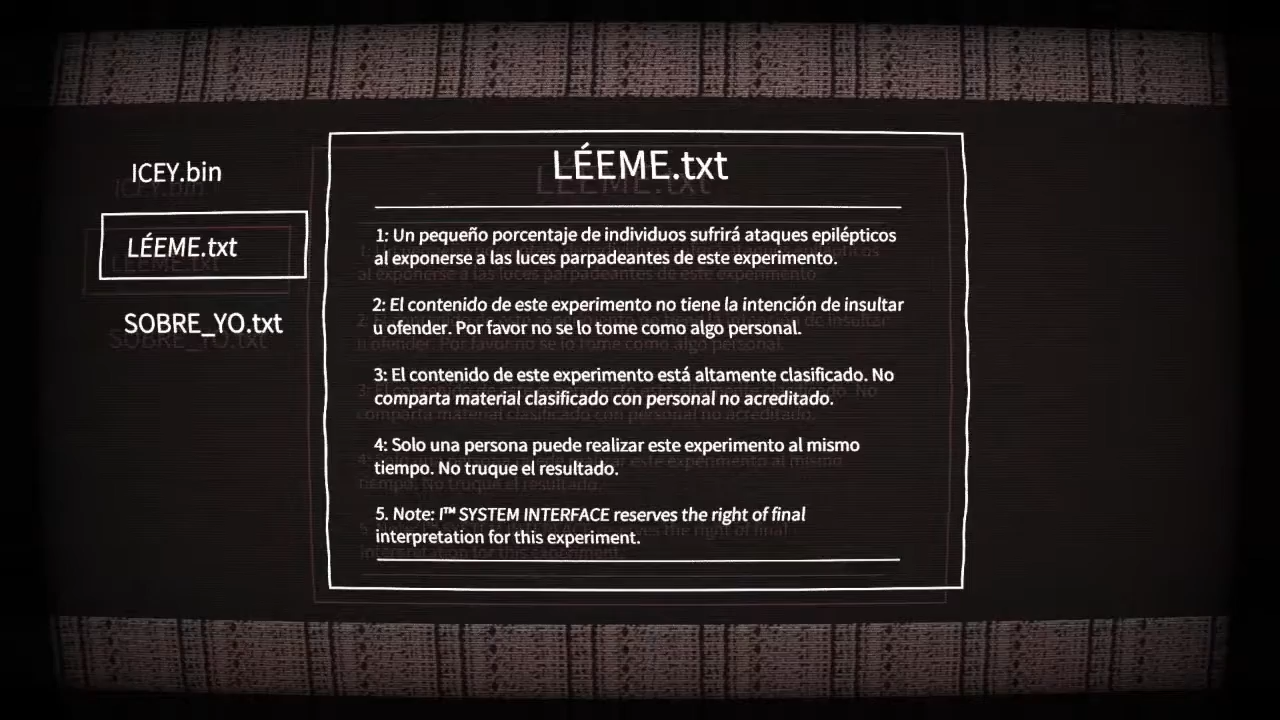 ICEY.bin
LÉEME.txt
SOBRE_YO.txt
LÉEME.txt
1: Un pequeño porcentaje de individuos sufrirá ataques epilépticos
al exponerse a las luces parpadeantes de este experimento.
2: El contenido de este experimento no tiene la intención de insultar
u ofender. Por favor no se lo tome como algo personal.
3: El contenido de este experimento está altamente clasificado. No
comparta material clasificado con personal no acreditado.
4: Solo una persona puede realizar este experimento al mismo
tiempo. No truque el resultado.
5. Note: I™ SYSTEM INTERFACE reserves the right of final
interpretation for this experiment.